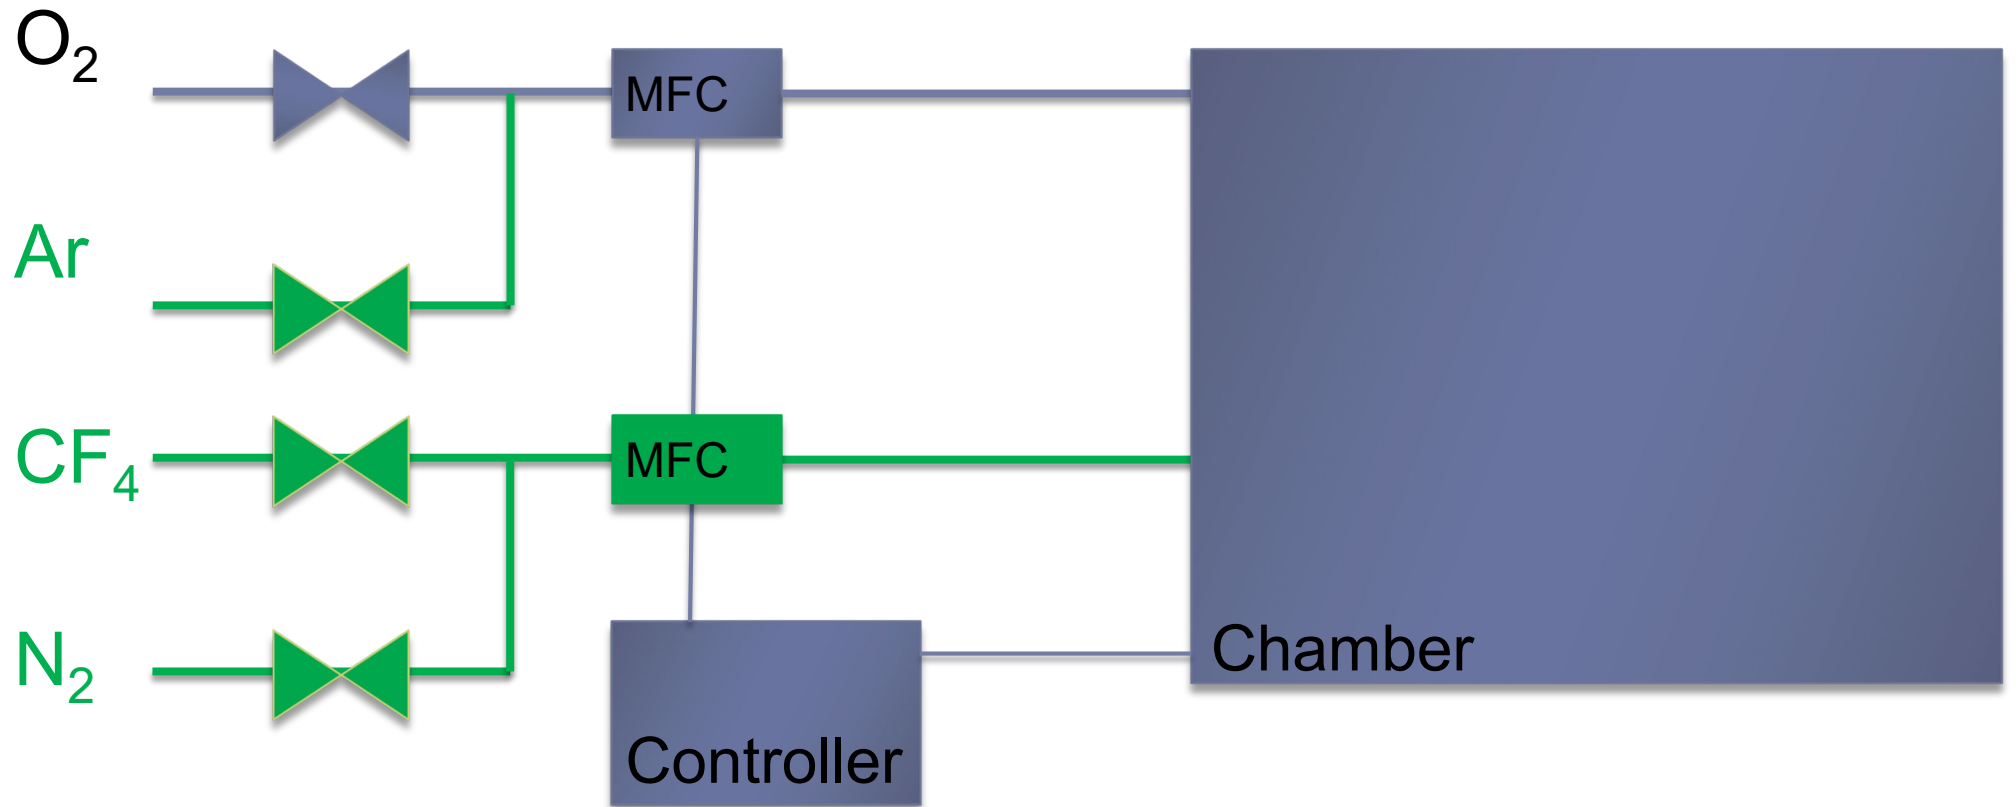 O₂
MFC
Ar
CF₄
MFC
N₂
Chamber
Controller